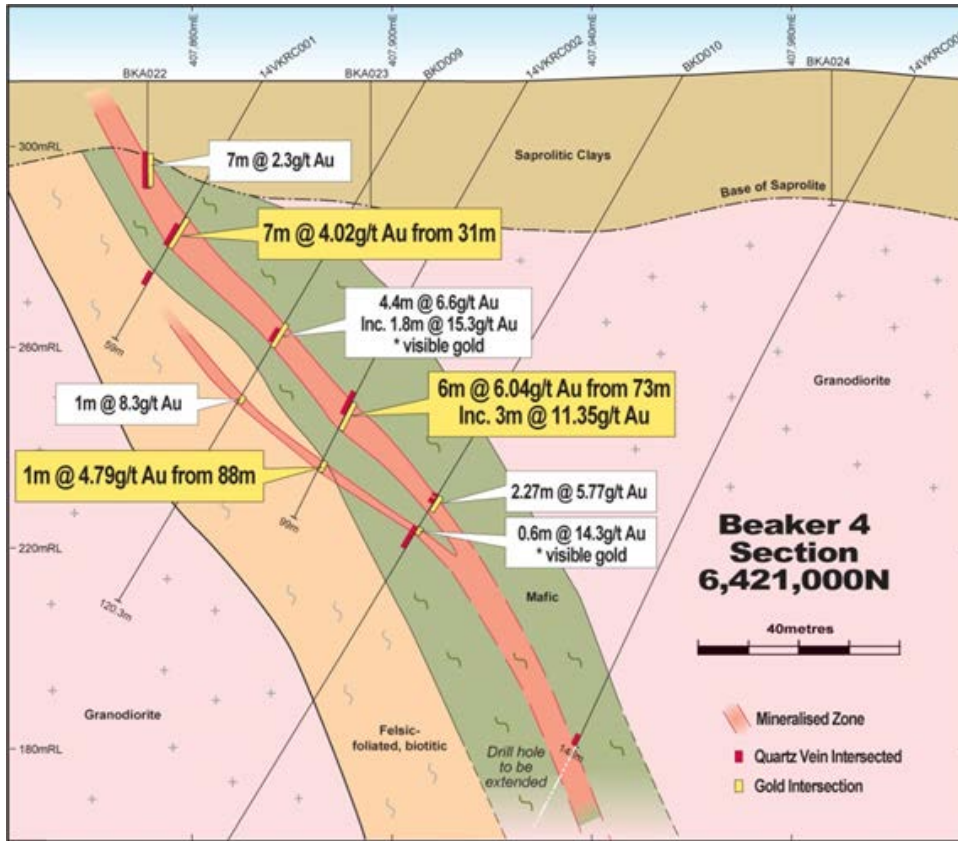 407,860mE
407,900mE
407,940mE
407,980mE
BKA022
14VKRC001
BKA023
BKD009
14VKRC002
BKD010
BKA024
300mRL
7m @ 2.3g/t Au
Saprolitic Clays
Base of Saprolite
7m @ 4.02g/t Au from 31m
4.4m @ 6.6g/t Au
Inc. 1.8m @ 15.3g/t Au
* visible gold
260mRL
59m
6m @ 6.04g/t Au from 73m
Inc. 3m @ 11.35g/t Au
Granodiorite
1m @ 8.3g/t Au
1m @ 4.79g/t Au from 88m
2.27m @ 5.77g/t Au
99m
0.6m @ 14.3g/t Au
* visible gold
220mRL
Beaker 4
Section
6,421,000N
120.3m
Mafic
40metres
Granodiorite
Felsic-
foliated, biotitic
Mineralised Zone
180mRL
Drill hole
to be
extended
Quartz Vein Intersected
Gold Intersection